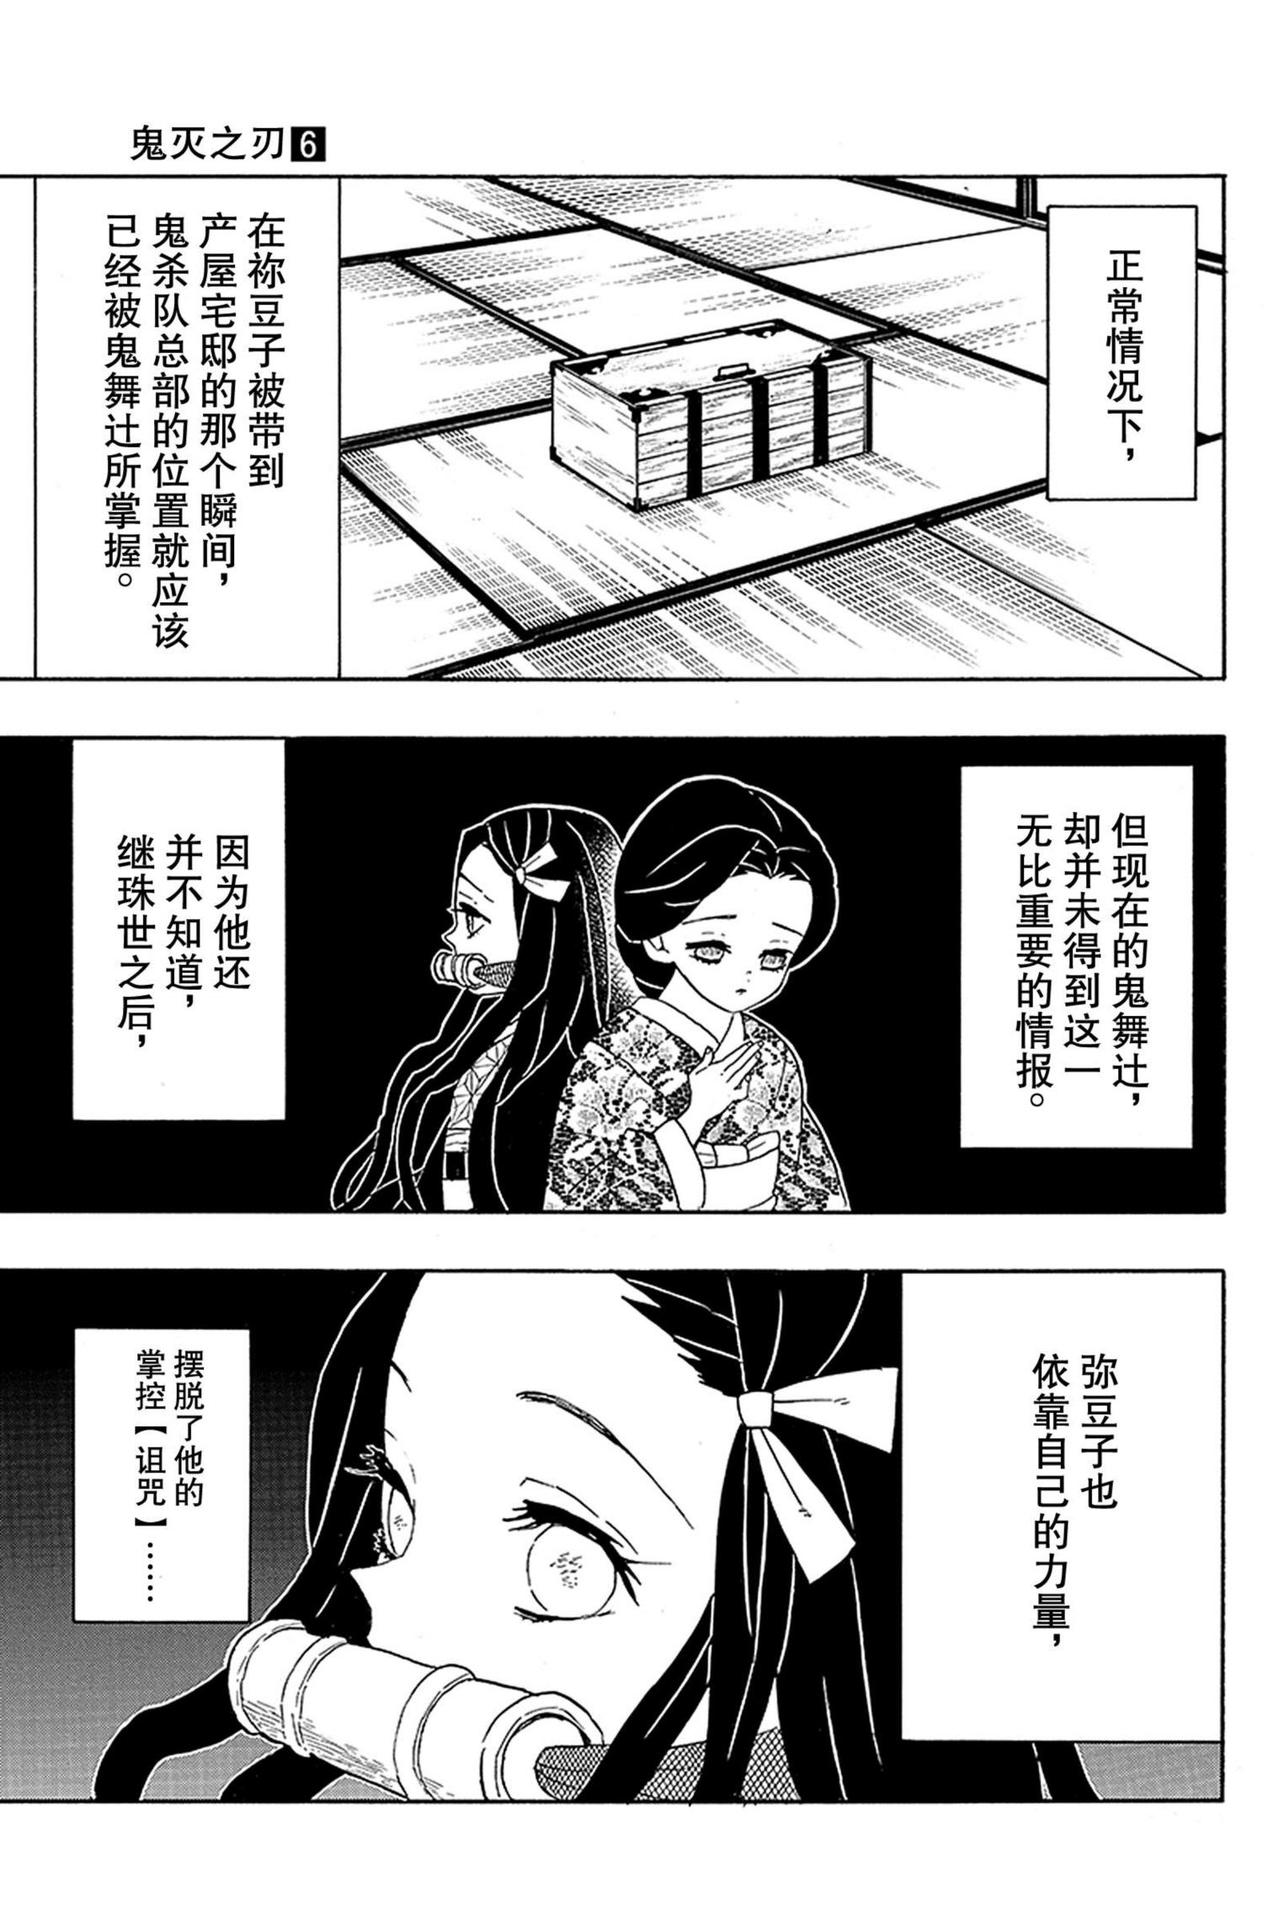 鬼灭之刃6
正常情况下，
在祢豆子被带到
产屋宅邸的那个瞬间，
鬼杀队总部的位置就应该
已经被鬼舞辻所掌握。
但现在的鬼舞辻，
却并未得到这一
无比重要的情报。
因为他还
并不知道，
继珠世之后，
弥豆子也
依靠自己的力量，
摆脱了他的
掌控【诅咒】……